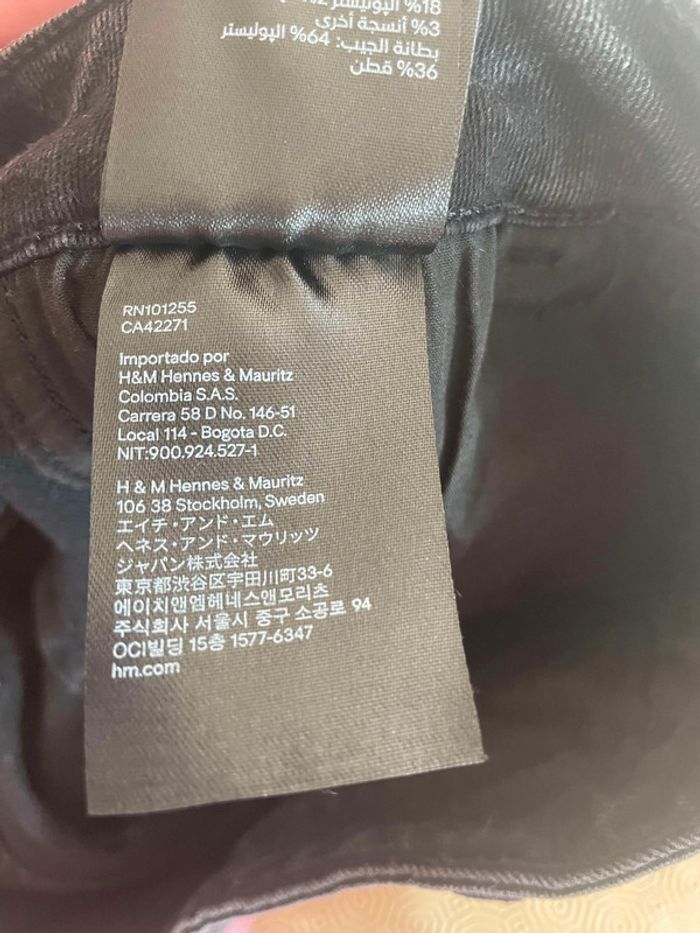 18% البوليستر
3% أنسجة أخرى
بطانة الجيب: 64% البوليستر
36% قطن
RN101255
CA42271
Importado por
H&M Hennes & Mauritz
Colombia S.A.S.
Carrera 58 D No. 146-51
Local 114 - Bogota D.C.
NIT:900.924.527-1
H & M Hennes & Mauritz
106 38 Stockholm, Sweden
エイチ・アンド・エム
ヘネス・アンド・マウリッツ
ジャパン株式会社
東京都渋谷区宇田川町33-6
에이치앤엠헤네스앤모리츠
주식회사 서울시 중구 소공로 94
OCI빌딩 15층 1577-6347
hm.com